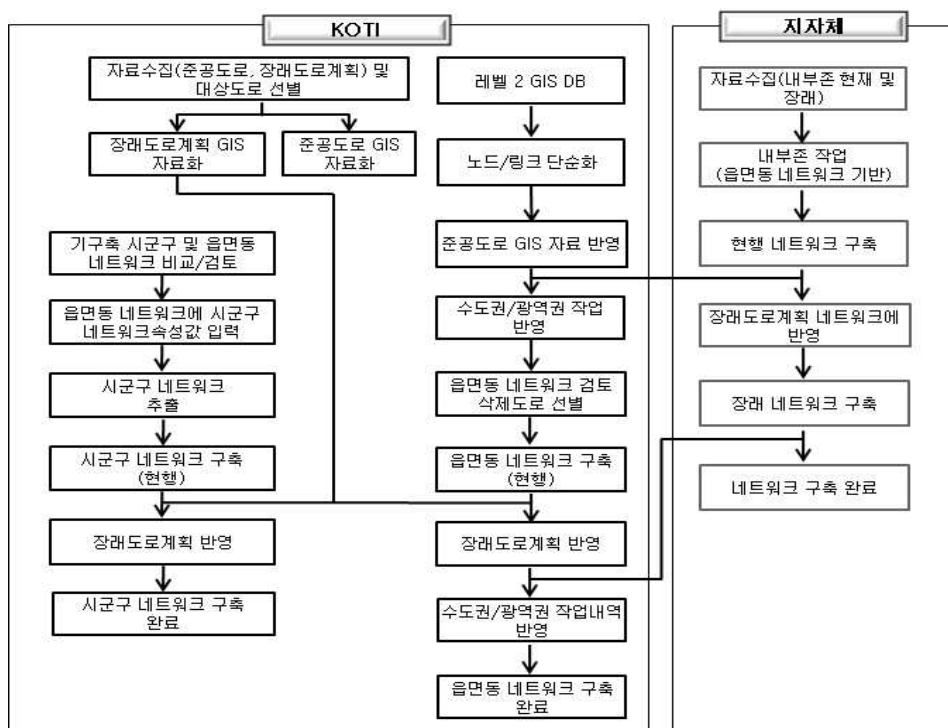 KOTI
자료수집(준공도로, 장래도로계획) 및
대상도로 선별
장래도로계획 GIS
자료화
준공도로 GIS
자료화
기구축 시군구 및 읍면동
네트워크 비교/검토
읍면동 네트워크에 시군구
네트워크속성값 입력
시군구 네트워크
추출
시군구 네트워크 구축
(현행)
장래도로계획 반영
시군구 네트워크 구축
완료
레벨 2 GIS DB
노드/링크 단순화
준공도로 GIS 자료 반영
수도권/광역권 작업
반영
읍면동 네트워크 검토
삭제도로 선별
읍면동 네트워크 구축
(현행)
장래도로계획 반영
수도권/광역권 작업내역
반영
읍면동 네트워크 구축
완료
지자체
자료수집(내부존 현재 및
장래)
내부존 작업
(읍면동 네트워크 기반)
현행 네트워크 구축
장래도로계획 네트워크에
반영
장래 네트워크 구축
네트워크 구축 완료